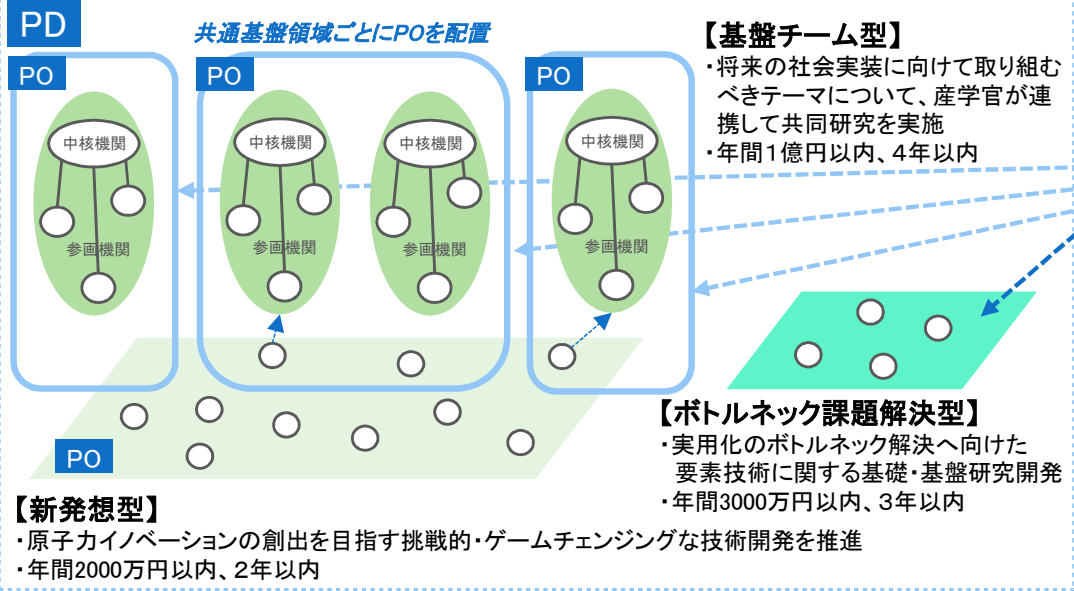 PD
共通基盤領域ごとにPOを配置
PO
PO
PO
中核機関
中核機関
中核機関
中核機関
参画機関
参画機関
参画機関
参画機関
【基盤チーム型】
・将来の社会実装に向けて取り組む
べきテーマについて、産学官が連
携して共同研究を実施
・年間１億円以内、４年以内
【ボトルネック課題解決型】
・実用化のボトルネック解決へ向けた
要素技術に関する基礎・基盤研究開発
・年間3000万円以内、３年以内
PO
【新発想型】
・原子力イノベーションの創出を目指す挑戦的・ゲームチェンジングな技術開発を推進
・年間2000万円以内、２年以内